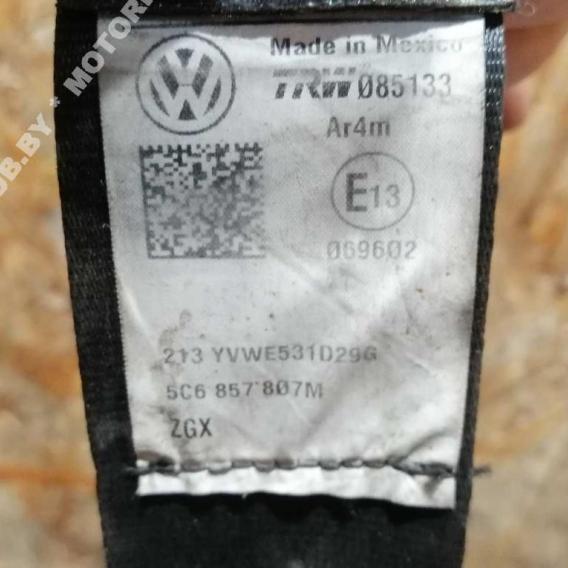 Made in Mexico
TRW 085133
Ar4m
E13
069602
213 YVWE531D29G
5C6 857 807M
ZGX